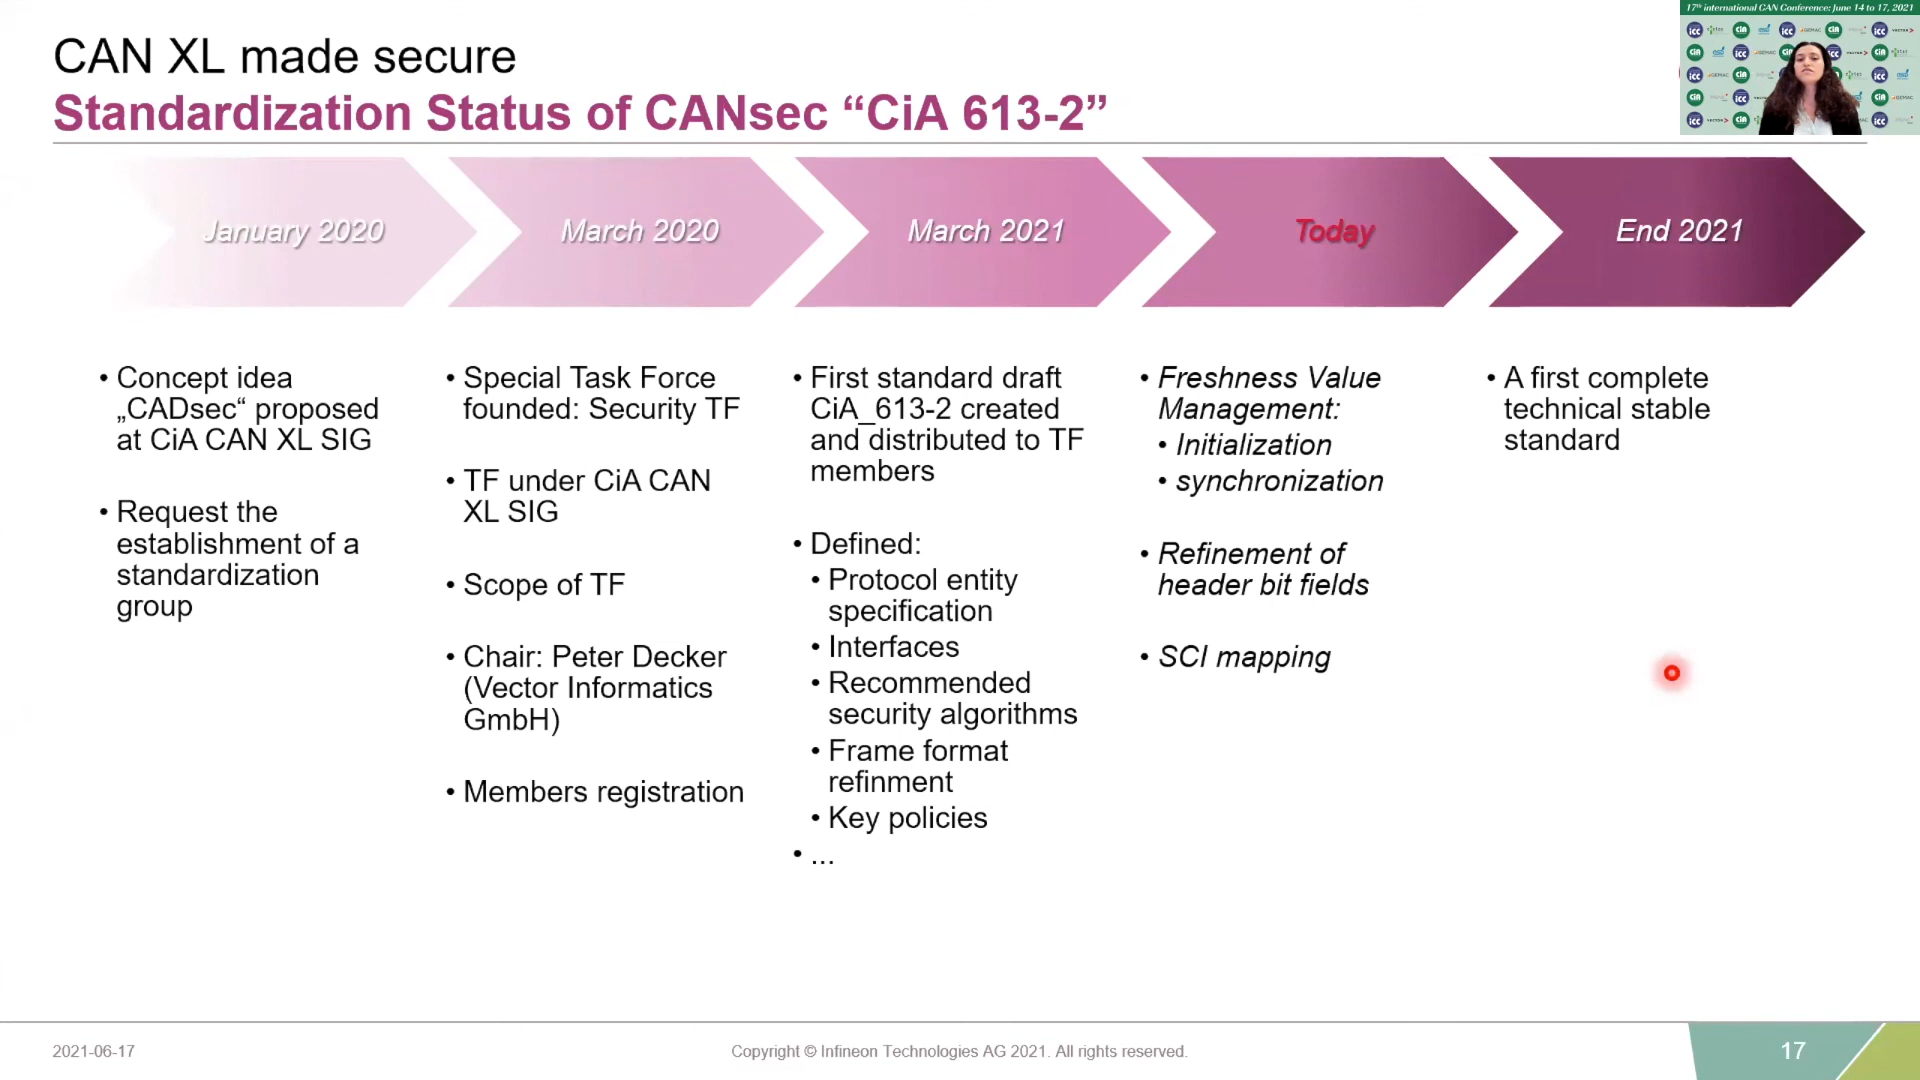 17th international CAN Conference: June 14 to 17, 2021
CAN XL made secure
Standardization Status of CANsec “CiA 613-2”
January 2020
March 2020
March 2021
Today
End 2021
• Concept idea
„CADsec“ proposed
at CiA CAN XL SIG
• Request the
establishment of a
standardization
group
• Special Task Force
founded: Security TF
• TF under CiA CAN
XL SIG
• Scope of TF
• Chair: Peter Decker
(Vector Informatics
GmbH)
• Members registration
• First standard draft
CiA_613-2 created
and distributed to TF
members
• Defined:
• Protocol entity
specification
• Interfaces
• Recommended
security algorithms
• Frame format
refinment
• Key policies
• ...
• Freshness Value
Management:
• Initialization
• synchronization
• Refinement of
header bit fields
• SCI mapping
• A first complete
technical stable
standard
2021-06-17
Copyright © Infineon Technologies AG 2021. All rights reserved.
17